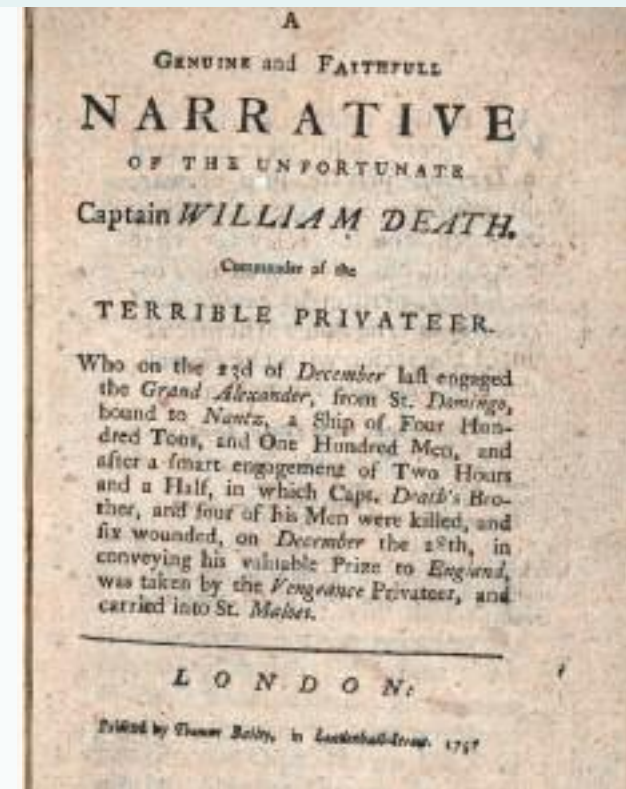 A
GENUINE and FAITHFULL
NARRATIVE
OF THE UNFORTUNATE
Captain WILLIAM DEATH.
Commander of the
TERRIBLE PRIVATEER.
Who on the 23d of December laſt engaged
the Grand Alexander, from St. Domingo,
bound to Nantz, a Ship of Four Hun-
dred Tons, and One Hundred Men, and
after a ſmart engagement of Two Hours
and a Half, in which Capt. Death's Bro-
ther, and four of his Men were killed, and
ſix wounded, on December the 28th, in
conveying his valuable Prize to England,
was taken by the Vengeance Privateer, and
carried into St. Maloes.
LONDON:
Printed by Thomas Bailey, in Leadenhall-Street.